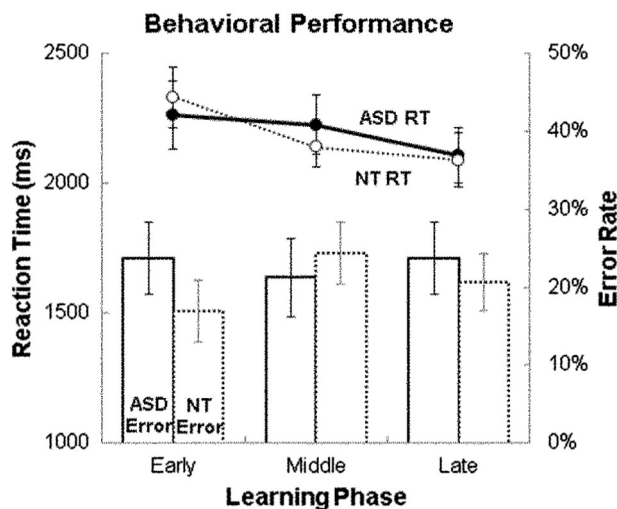 Behavioral Performance
2500
2000
1500
1000
Reaction Time (ms)
50%
40%
30%
20%
10%
0%
Error Rate
ASD RT
NT RT
ASD
Error
NT
Error
Early
Middle
Late
Learning Phase